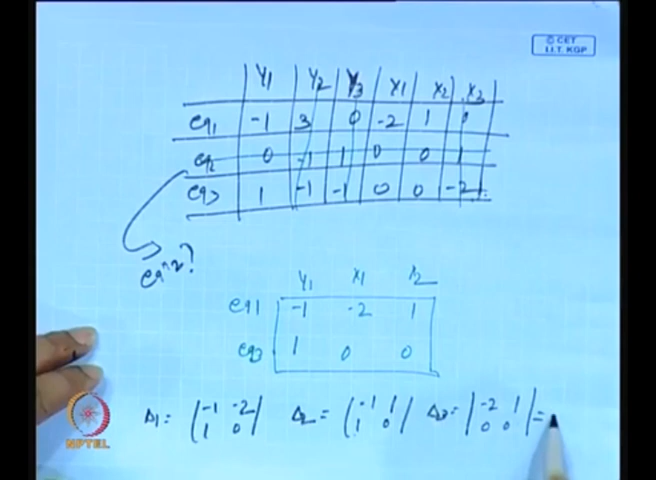 © CET
I.I.T. KGP
Y1 Y2 Y3 X1 X2 X3
eq1 -1 3 0 -2 1 0
eq2 0 -1 1 0 0 1
eq3 1 -1 -1 0 0 -2
eqn 2?
Y1 X1 X2
eq1 -1 -2 1
eq3 1 0 0
Δ1 = | -1 -2 | Δ2 = | -1 1 | Δ3 = | -2 1 | =
1 0 1 0 0 0
NPTEL